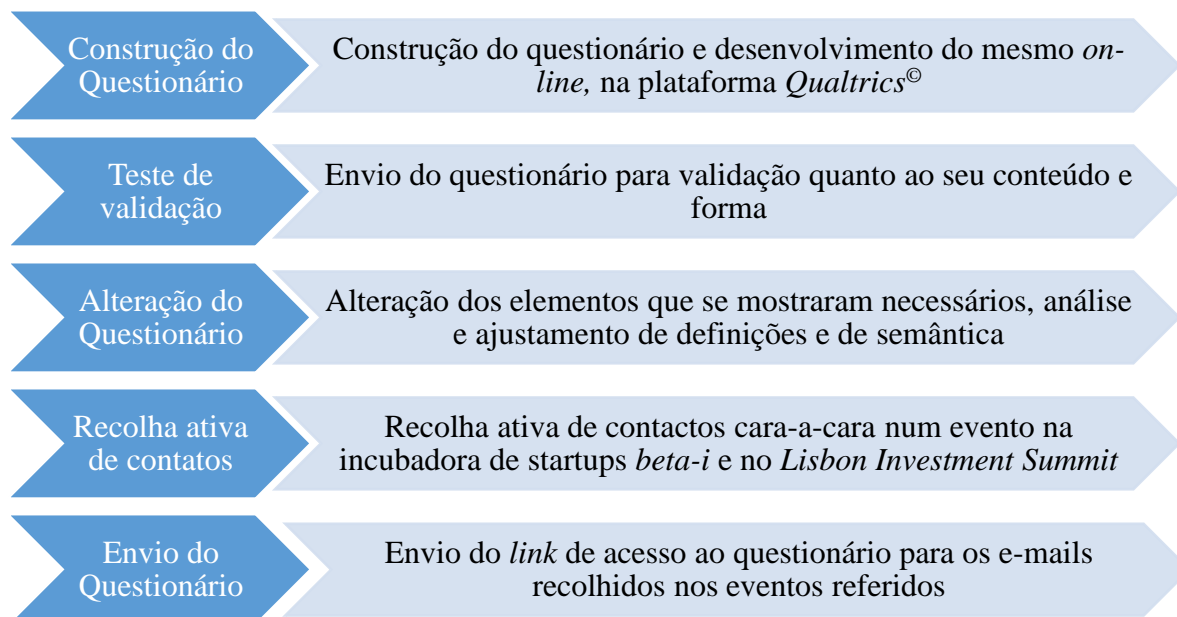 Construção do
Questionário
Construção do questionário e desenvolvimento do mesmo on-
line, na plataforma Qualtrics©
Teste de
validação
Envio do questionário para validação quanto ao seu conteúdo e
forma
Alteração do
Questionário
Alteração dos elementos que se mostraram necessários, análise
e ajustamento de definições e de semântica
Recolha ativa
de contatos
Recolha ativa de contactos cara-a-cara num evento na
incubadora de startups beta-i e no Lisbon Investment Summit
Envio do
Questionário
Envio do link de acesso ao questionário para os e-mails
recolhidos nos eventos referidos